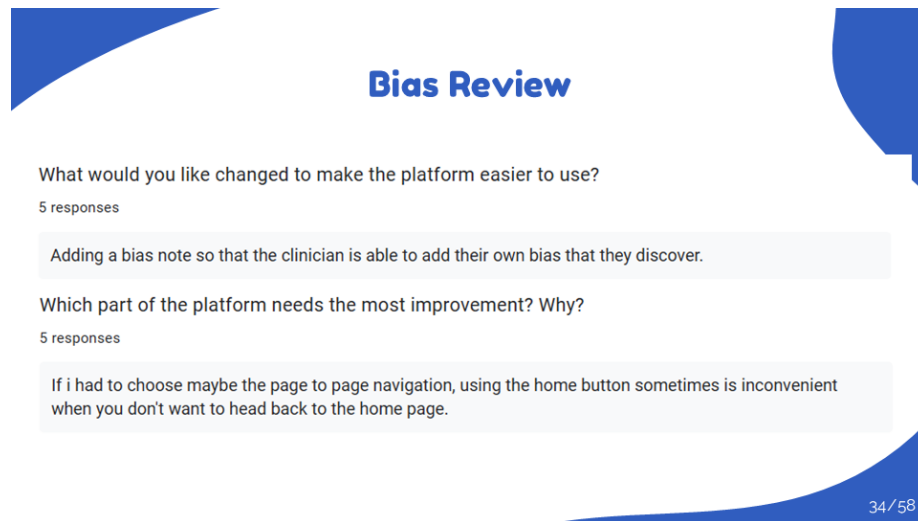 Bias Review
What would you like changed to make the platform easier to use?
5 responses
Adding a bias note so that the clinician is able to add their own bias that they discover.
Which part of the platform needs the most improvement? Why?
5 responses
If i had to choose maybe the page to page navigation, using the home button sometimes is inconvenient
when you don't want to head back to the home page.
34/58